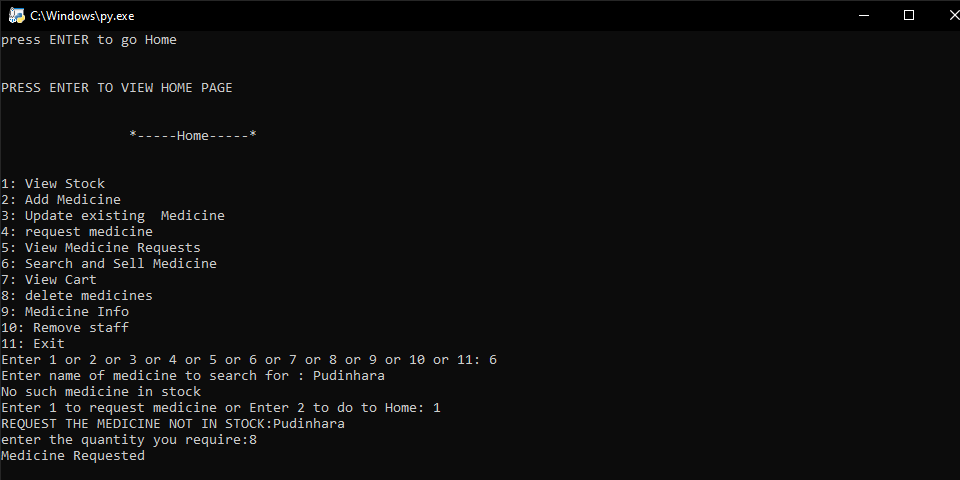 C:\Windows\py.exe
press ENTER to go Home
PRESS ENTER TO VIEW HOME PAGE
*-----Home-----*
1: View Stock
2: Add Medicine
3: Update existing  Medicine
4: request medicine
5: View Medicine Requests
6: Search and Sell Medicine
7: View Cart
8: delete medicines
9: Medicine Info
10: Remove staff
11: Exit
Enter 1 or 2 or 3 or 4 or 5 or 6 or 7 or 8 or 9 or 10 or 11: 6
Enter name of medicine to search for : Pudinhara
No such medicine in stock
Enter 1 to request medicine or Enter 2 to do to Home: 1
REQUEST THE MEDICINE NOT IN STOCK:Pudinhara
enter the quantity you require:8
Medicine Requested